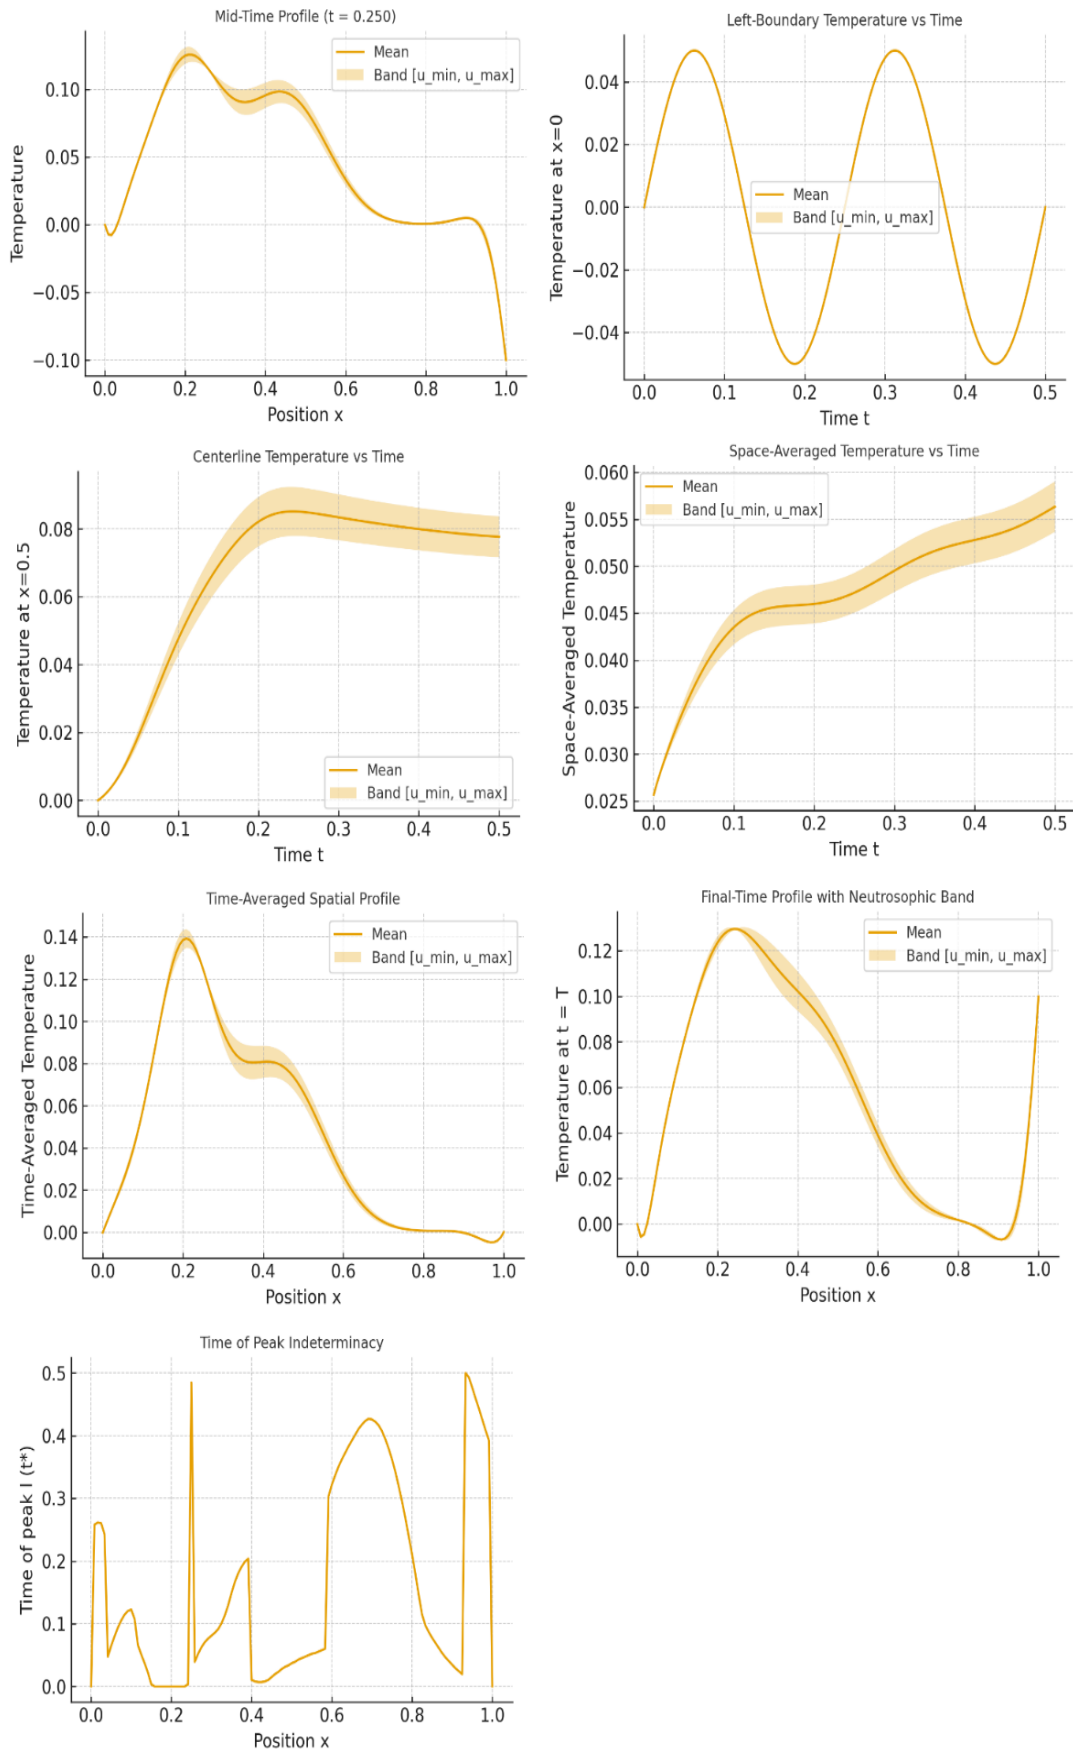 Mid-Time Profile (t = 0.250)
Temperature
0.10
0.05
0.00
−0.05
−0.10
Mean
Band [u_min, u_max]
0.0 0.2 0.4 0.6 0.8 1.0
Position x
Left-Boundary Temperature vs Time
Temperature at x=0
0.04
0.02
0.00
−0.02
−0.04
Mean
Band [u_min, u_max]
0.0 0.1 0.2 0.3 0.4 0.5
Time t
Centerline Temperature vs Time
Temperature at x=0.5
0.08
0.06
0.04
0.02
0.00
Mean
Band [u_min, u_max]
0.0 0.1 0.2 0.3 0.4 0.5
Time t
Space-Averaged Temperature vs Time
Space-Averaged Temperature
0.060
0.055
0.050
0.045
0.040
0.035
0.030
0.025
Mean
Band [u_min, u_max]
0.0 0.1 0.2 0.3 0.4 0.5
Time t
Time-Averaged Spatial Profile
Time-Averaged Temperature
0.14
0.12
0.10
0.08
0.06
0.04
0.02
0.00
Mean
Band [u_min, u_max]
0.0 0.2 0.4 0.6 0.8 1.0
Position x
Final-Time Profile with Neutrosophic Band
Temperature at t = T
0.12
0.10
0.08
0.06
0.04
0.02
0.00
Mean
Band [u_min, u_max]
0.0 0.2 0.4 0.6 0.8 1.0
Position x
Time of Peak Indeterminacy
Time of peak I (t*)
0.5
0.4
0.3
0.2
0.1
0.0
0.0 0.2 0.4 0.6 0.8 1.0
Position x